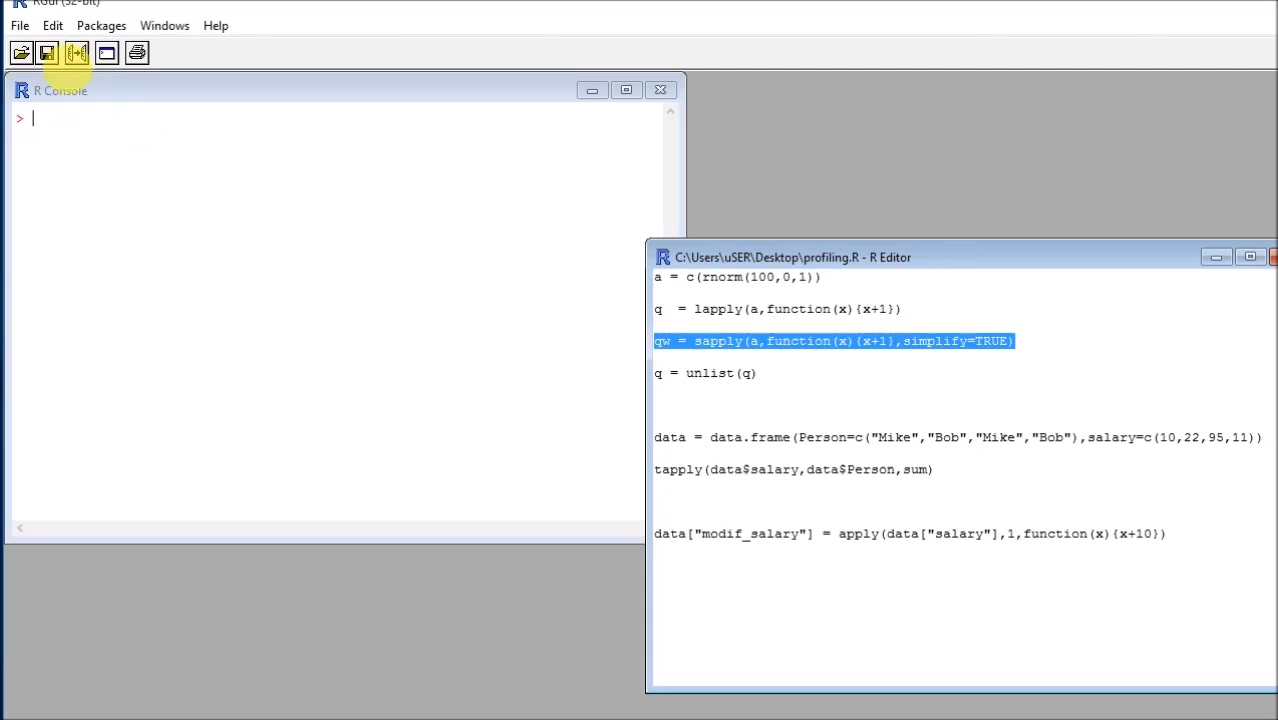 RGui (32-bit)
File Edit Packages Windows Help
R Console
>
C:\Users\uSER\Desktop\profiling.R - R Editor
a = c(rnorm(100,0,1))
q  = lapply(a,function(x){x+1})
qw = sapply(a,function(x){x+1},simplify=TRUE)
q = unlist(q)
data = data.frame(Person=c("Mike","Bob","Mike","Bob"),salary=c(10,22,95,11))
tapply(data$salary,data$Person,sum)
data["modif_salary"] = apply(data["salary"],1,function(x){x+10})